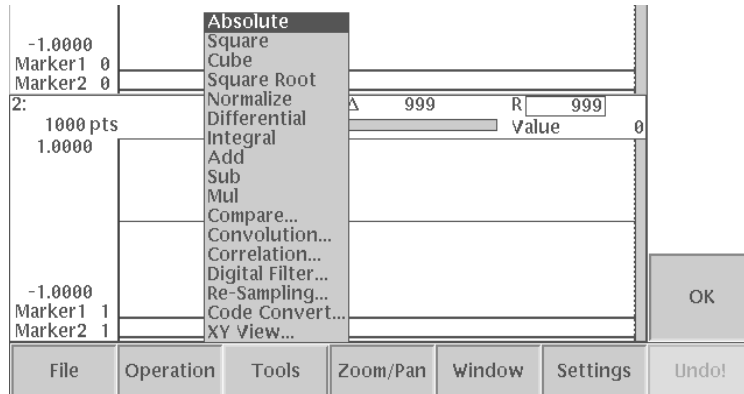 -1.0000
Marker1 0
Marker2 0
Absolute
Square
Cube
Square Root
Normalize
Differential
Integral
Add
Sub
Mul
Compare...
Convolution...
Correlation...
Digital Filter...
Re-Sampling...
Code Convert...
XY View...
2:
Δ 999
R 999
1000 pts
Value 0
1.0000
-1.0000
Marker1 1
Marker2 1
OK
File Operation Tools Zoom/Pan Window Settings Undo!